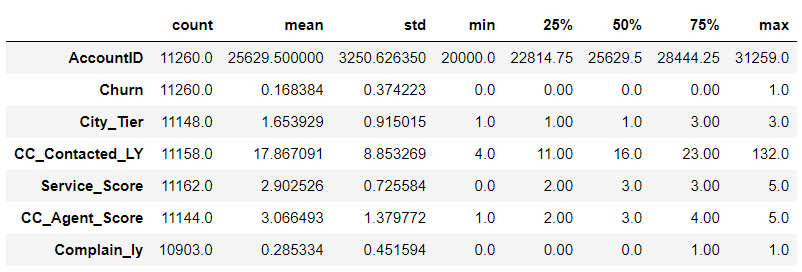 count mean std min 25% 50% 75% max
AccountID 11260.0 25629.500000 3250.626350 20000.0 22814.75 25629.5 28444.25 31259.0
Churn 11260.0 0.168384 0.374223 0.0 0.00 0.0 0.00 1.0
City_Tier 11148.0 1.653929 0.915015 1.0 1.00 1.0 3.00 3.0
CC_Contacted_LY 11158.0 17.867091 8.853269 4.0 11.00 16.0 23.00 132.0
Service_Score 11162.0 2.902526 0.725584 0.0 2.00 3.0 3.00 5.0
CC_Agent_Score 11144.0 3.066493 1.379772 1.0 2.00 3.0 4.00 5.0
Complain_ly 10903.0 0.285334 0.451594 0.0 0.00 0.0 1.00 1.0